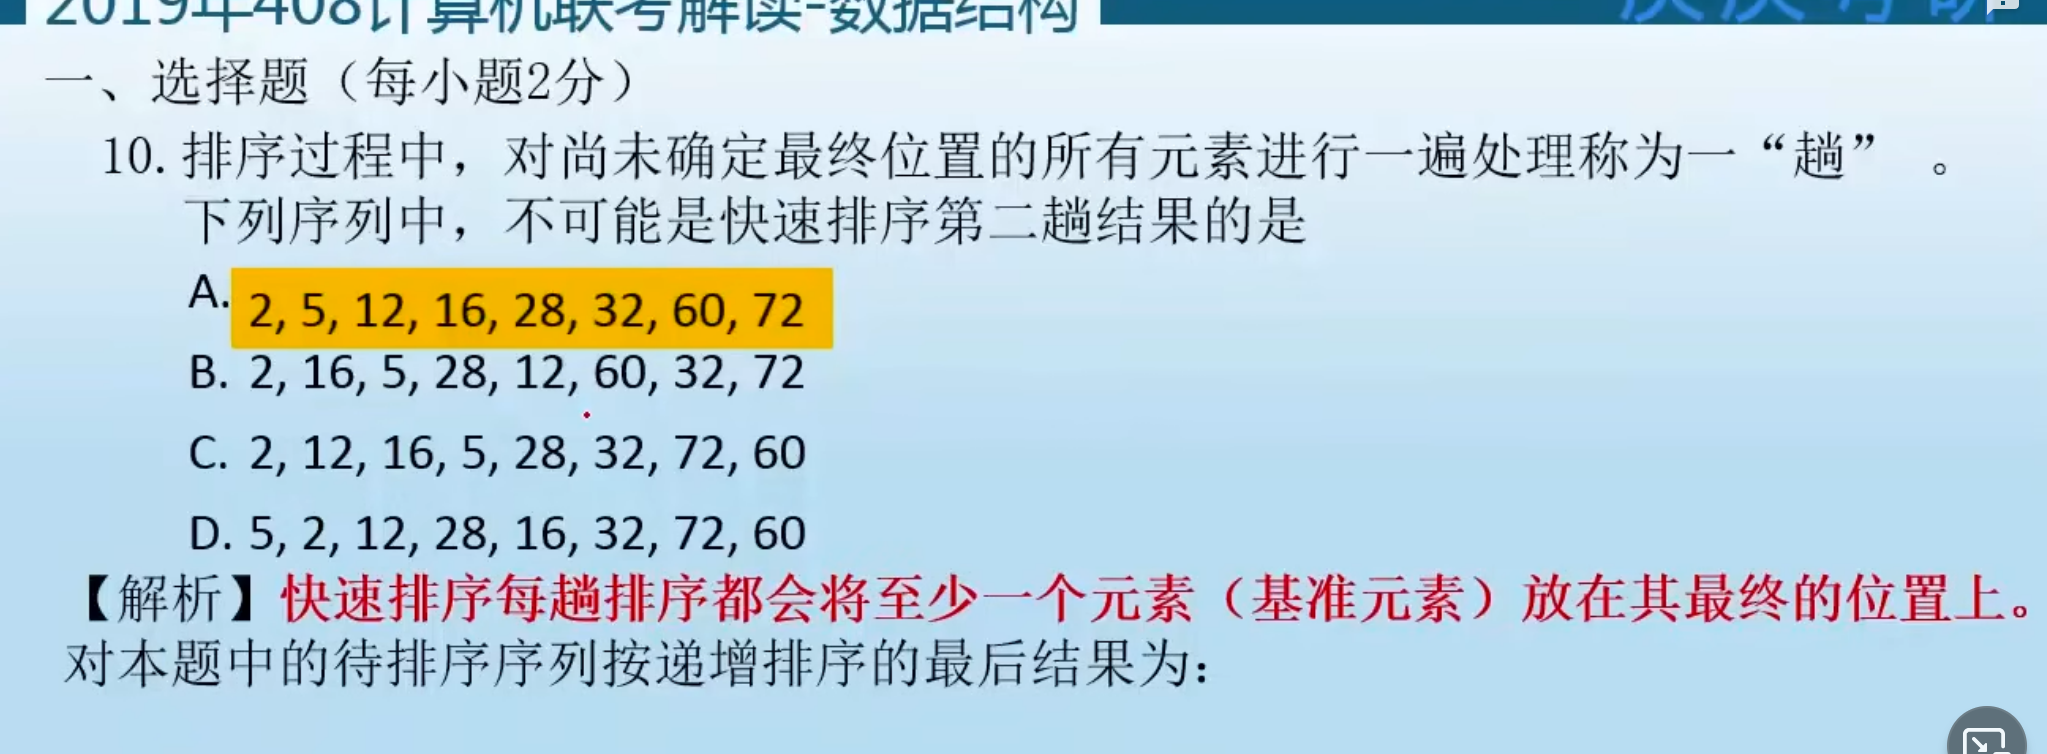 2019年408计算机联考解读-数据结构
一、选择题（每小题2分）
10. 排序过程中，对尚未确定最终位置的所有元素进行一遍处理称为一“趟” 。
下列序列中，不可能是快速排序第二趟结果的是
A. 2, 5, 12, 16, 28, 32, 60, 72
B. 2, 16, 5, 28, 12, 60, 32, 72
C. 2, 12, 16, 5, 28, 32, 72, 60
D. 5, 2, 12, 28, 16, 32, 72, 60
【解析】快速排序每趟排序都会将至少一个元素（基准元素）放在其最终的位置上。
对本题中的待排序序列按递增排序的最后结果为：